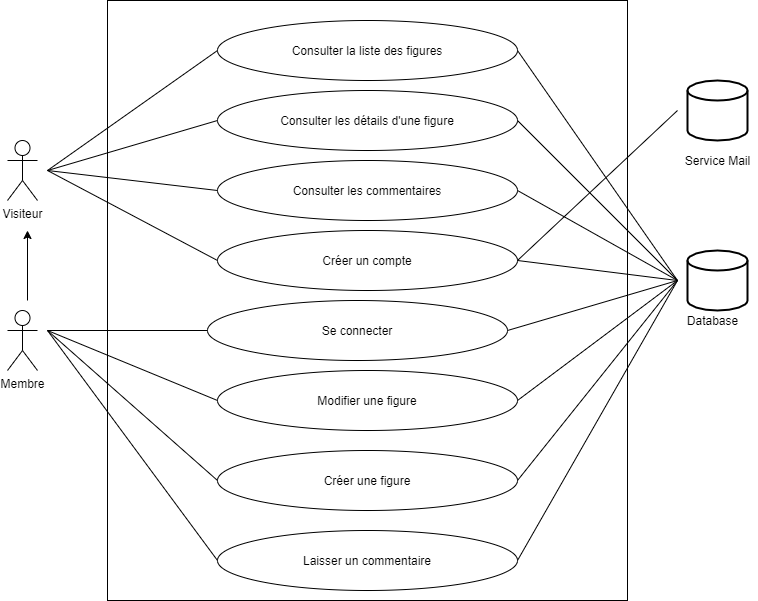 Consulter la liste des figures
Consulter les détails d'une figure
Consulter les commentaires
Créer un compte
Se connecter
Modifier une figure
Créer une figure
Laisser un commentaire
Visiteur
Membre
Service Mail
Database